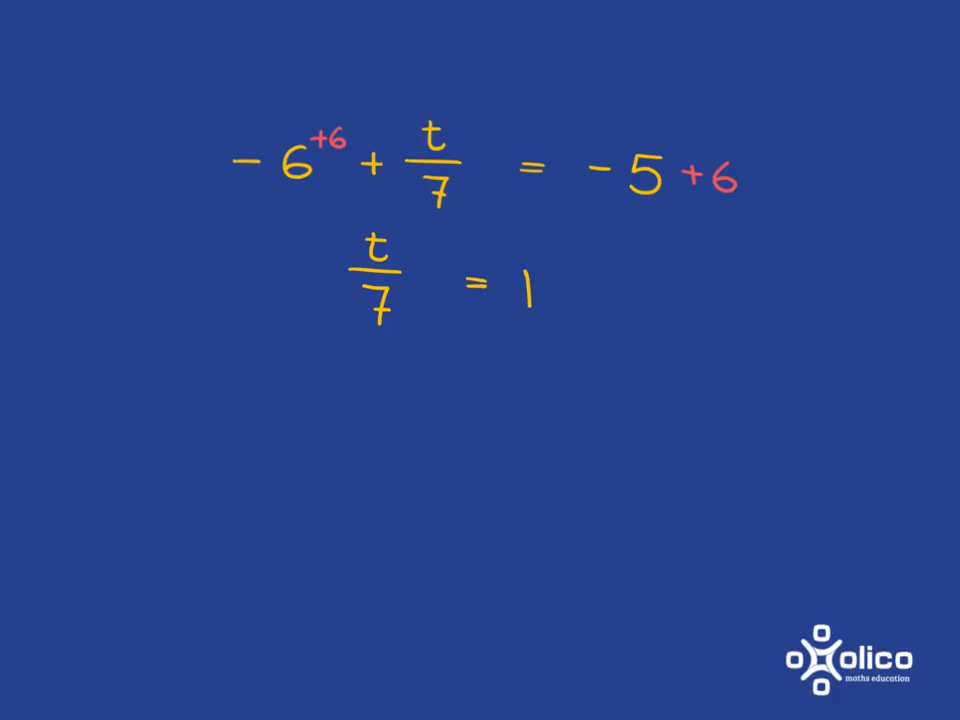 - 6 +6 + t/7 = - 5 +6
t/7 = 1
olico
maths education